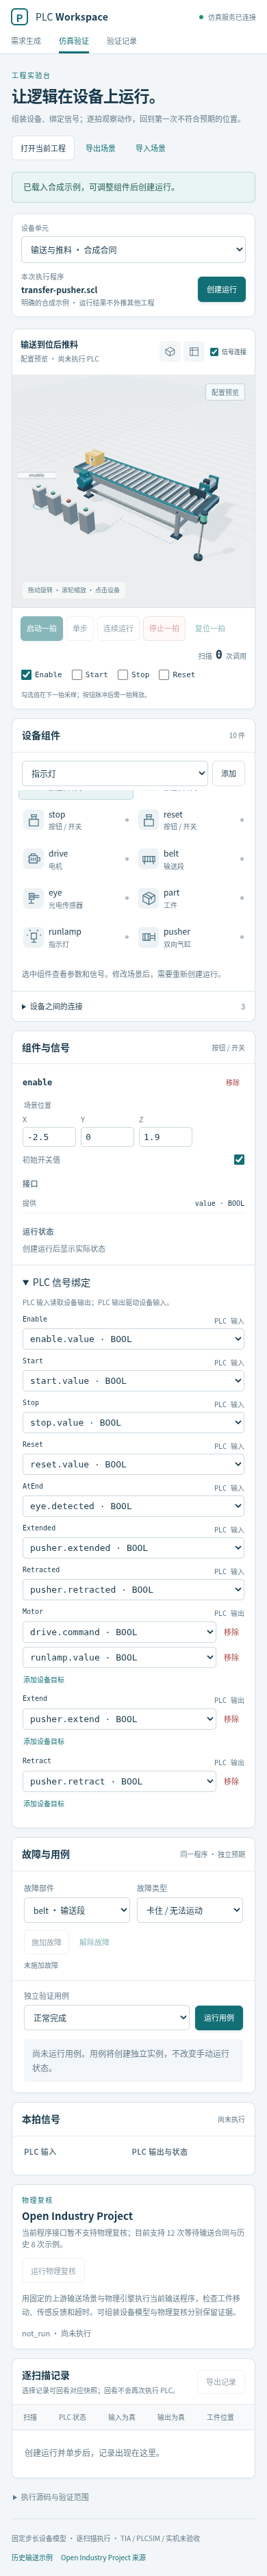 P PLC Workspace
仿真服务已连接
需求生成 仿真验证 验证记录
工程实验台
让逻辑在设备上运行。
组装设备、绑定信号；逐拍观察动作，回到第一次不符合预期的位置。
打开当前工程 导出场景 导入场景
已载入合成示例，可调整组件后创建运行。
设备单元
输送与推料 · 合成合同
本次执行程序
transfer-pusher.scl
明确的合成示例 · 运行结果不外推其他工程
创建运行
输送到位后推料
配置预览 · 尚未执行 PLC
信号连接
配置预览
enable
拖动旋转 · 滚轮缩放 · 点击设备
启动一拍 单步 连续运行 停止一拍 复位一拍
扫描 0 次调用
Enable Start Stop Reset
勾选值在下一拍采样；按钮脉冲后需一拍释放。
设备组件
10 件
指示灯
添加
stop
按钮 / 开关
reset
按钮 / 开关
drive
电机
belt
输送段
eye
光电传感器
part
工件
runlamp
指示灯
pusher
双向气缸
选中组件查看参数和信号。修改场景后，需要重新创建运行。
设备之间的连接
3
组件与信号
按钮 / 开关
enable
移除
场景位置
X Y Z
-2.5 0 1.9
初始开关值
接口
提供
value · BOOL
运行状态
创建运行后显示实际状态
PLC 信号绑定
PLC 输入读取设备输出；PLC 输出驱动设备输入。
Enable PLC 输入
enable.value · BOOL
Start PLC 输入
start.value · BOOL
Stop PLC 输入
stop.value · BOOL
Reset PLC 输入
reset.value · BOOL
AtEnd PLC 输入
eye.detected · BOOL
Extended PLC 输入
pusher.extended · BOOL
Retracted PLC 输入
pusher.retracted · BOOL
Motor PLC 输出
drive.command · BOOL 移除
runlamp.value · BOOL 移除
添加设备目标
Extend PLC 输出
pusher.extend · BOOL 移除
添加设备目标
Retract PLC 输出
pusher.retract · BOOL 移除
添加设备目标
故障与用例
同一程序 · 独立预期
故障部件 故障类型
belt · 输送段 卡住 / 无法运动
施加故障 解除故障
未施加故障
独立验证用例
正常完成
运行用例
尚未运行用例。用例将创建独立实例，不改变手动运行
状态。
本拍信号
尚未执行
PLC 输入 PLC 输出与状态
物理复核
Open Industry Project
当前程序接口暂不支持物理复核；目前支持 12 次等待输送合同与历
史 8 次示例。
运行物理复核
用固定的上游输送场景与物理引擎执行当前输送程序，检查工件移
动、传感反馈和超时。可组装设备模型与物理复核分别保留证据。
not_run · 尚未执行
逐扫描记录
选择记录可回看对应快照；回看不会再次执行 PLC。
导出记录
扫描 PLC 状态 输入为真 输出为真 工件位置
创建运行并单步后，记录出现在这里。
执行源码与验证范围
固定步长设备模型 · 逐扫描执行 · TIA / PLCSIM / 实机未验收
历史输送示例 Open Industry Project 来源